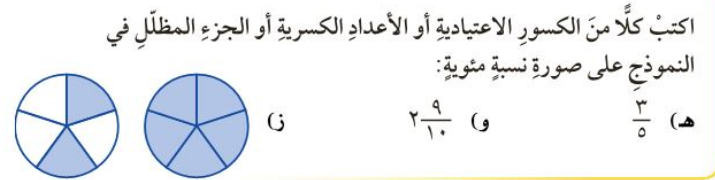 اكتبْ كلًّا منَ الكسورِ الاعتياديةِ أو الأعدادِ الكسريةِ أو الجزءِ المظلّلِ في
النموذجِ على صورةِ نسبةٍ مئويةٍ:
هـ) ٣/٥ و) ٢ ٩/١٠ ز)